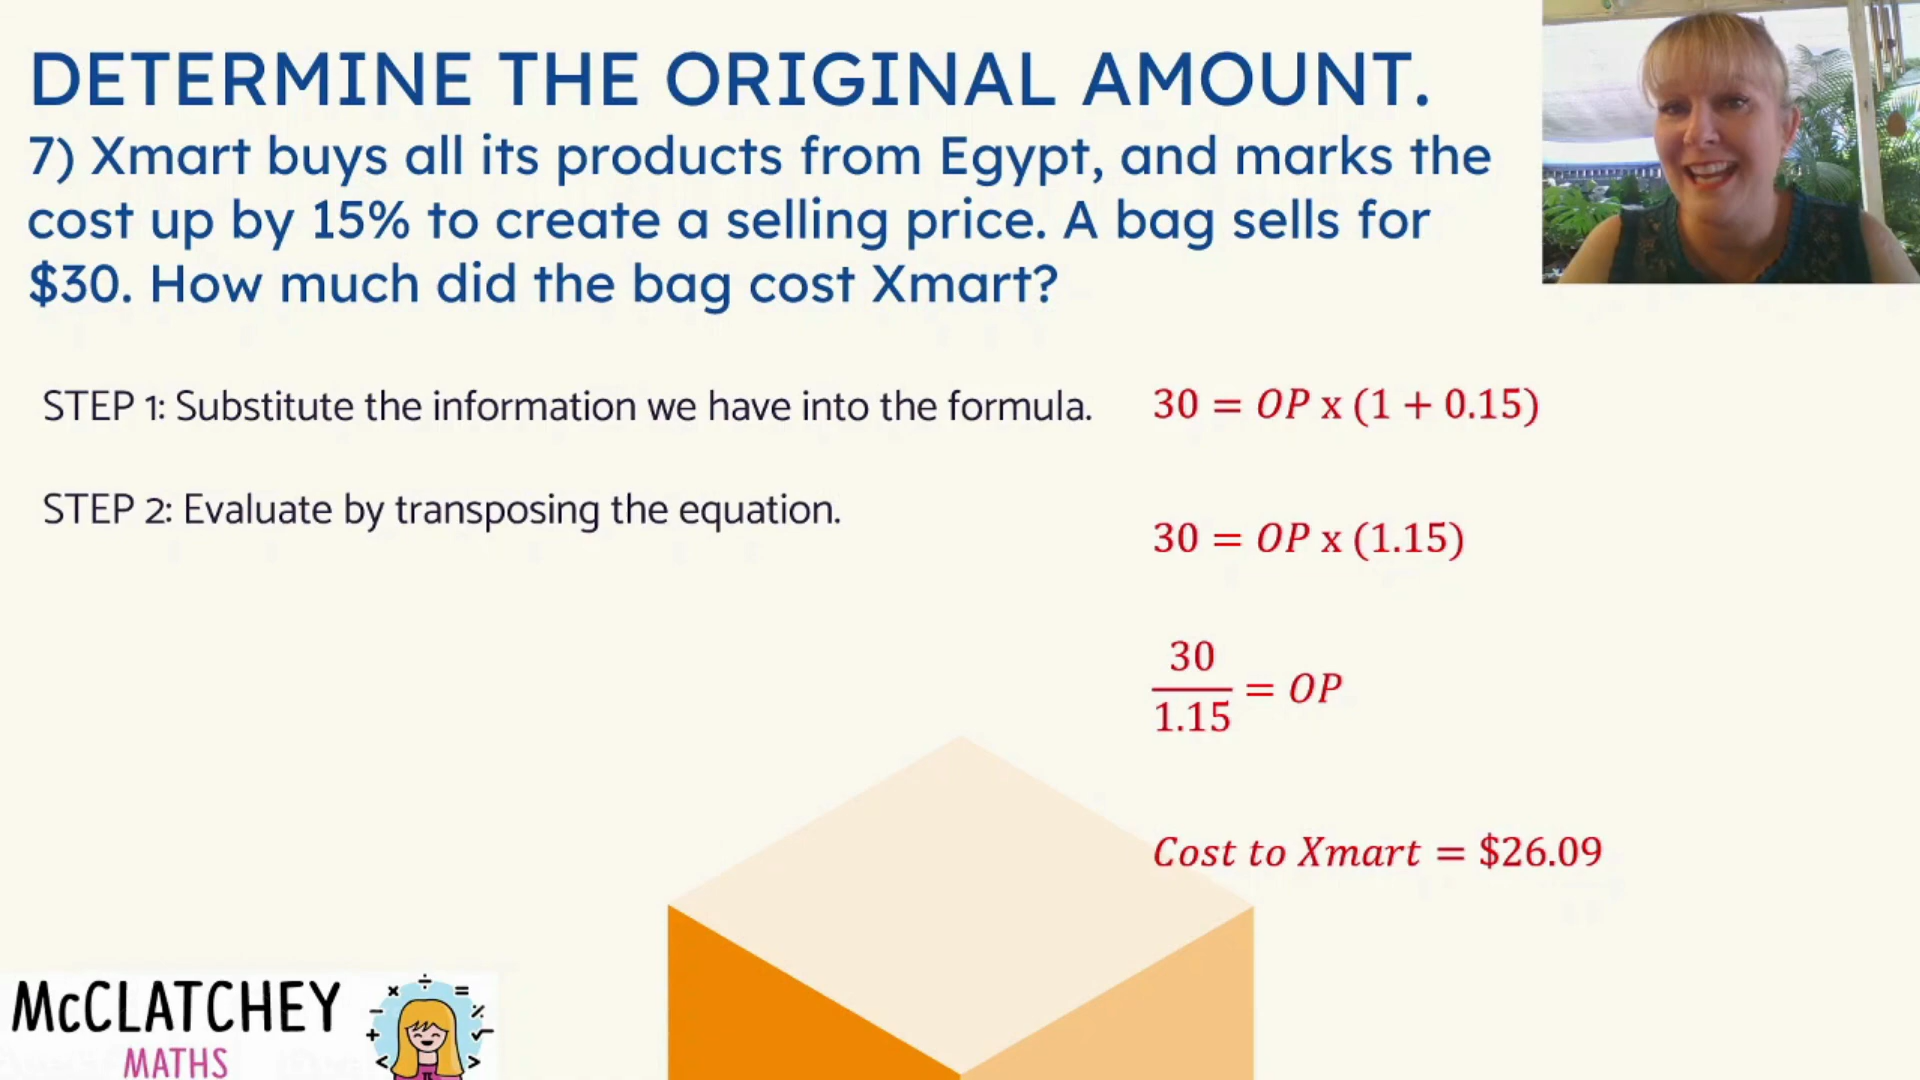 DETERMINE THE ORIGINAL AMOUNT.
7) Xmart buys all its products from Egypt, and marks the
cost up by 15% to create a selling price. A bag sells for
$30. How much did the bag cost Xmart?
STEP 1: Substitute the information we have into the formula.
30 = OP x (1 + 0.15)
STEP 2: Evaluate by transposing the equation.
30 = OP x (1.15)
30
1.15
= OP
Cost to Xmart = $26.09
McCLATCHEY
MATHS